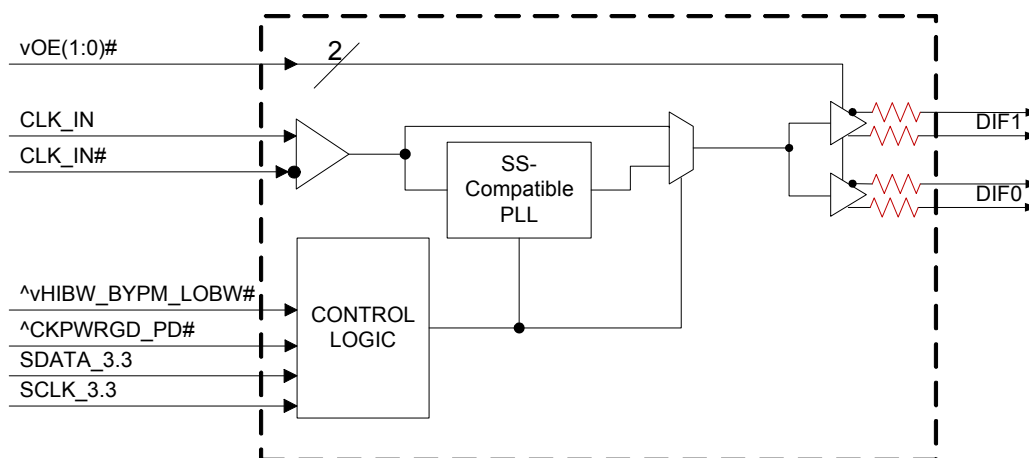 vOE(1:0)#
2
CLK_IN
CLK_IN#
SS-
Compatible
PLL
DIF1
DIF0
^vHIBW_BYPM_LOBW#
^CKPWRGD_PD#
SDATA_3.3
SCLK_3.3
CONTROL
LOGIC